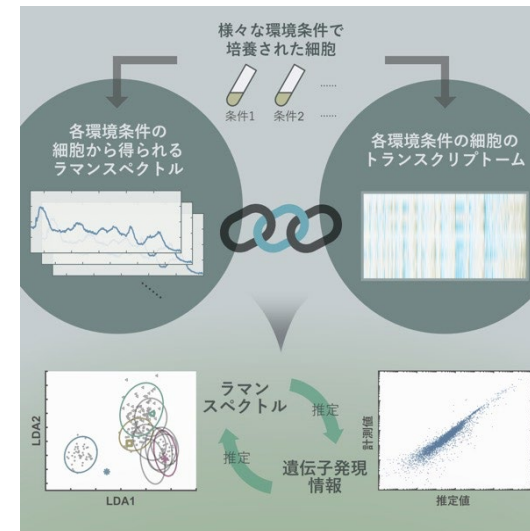 様々な環境条件で
培養された細胞
条件1
条件2
……
……
各環境条件の
細胞から得られる
ラマンスペクトル
各環境条件の細胞の
トランスクリプトーム
LDA2
LDA1
ラマン
スペクトル
推定
推定
遺伝子発現
情報
計測値
推定値